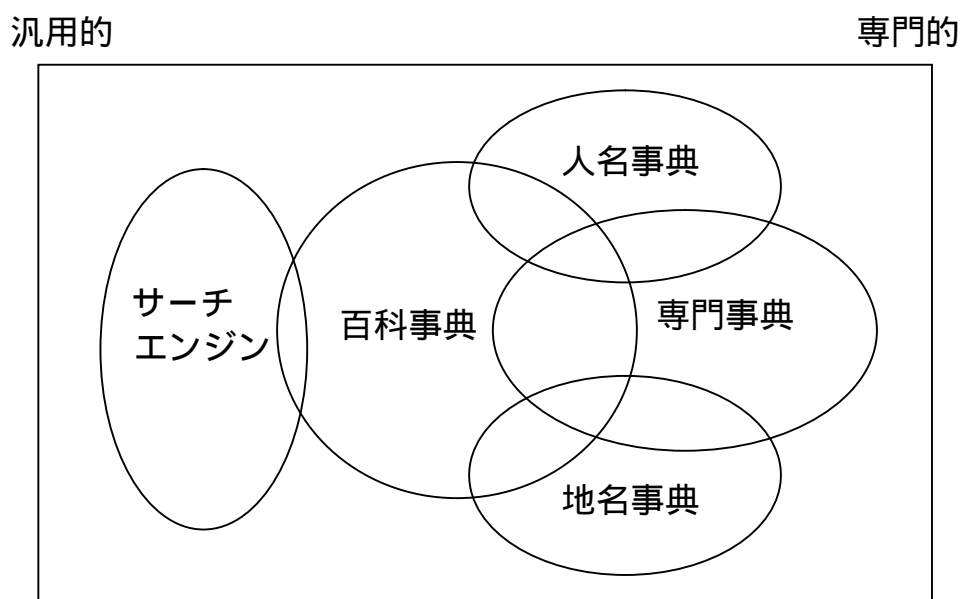 汎用的
専門的
人名事典
サーチ
エンジン
百科事典
専門事典
地名事典